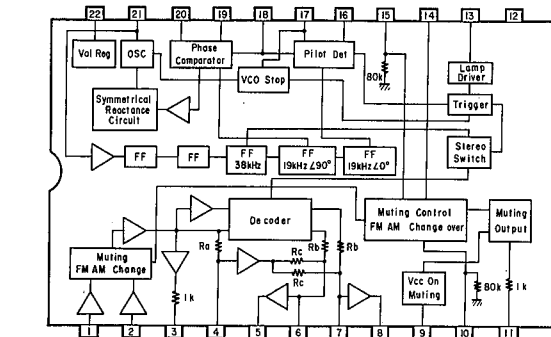 22 21 20 19 18 17 16 15 14 13 12
Vol Reg
OSC
Phase
Comparator
Pilot Det
VCO Stop
80k
Lamp
Driver
Trigger
Symmetrical
Reactance
Circuit
Stereo
Switch
FF
FF
FF
38kHz
FF
19kHz∠90°
FF
19kHz∠0°
Decoder
Muting Control
FM AM Change over
Muting
Output
Ra
Rb
Rb
Rc
Rc
Muting
FM AM Change
1k
Vcc On
Muting
80k
1k
1 2 3 4 5 6 7 8 9 10 11